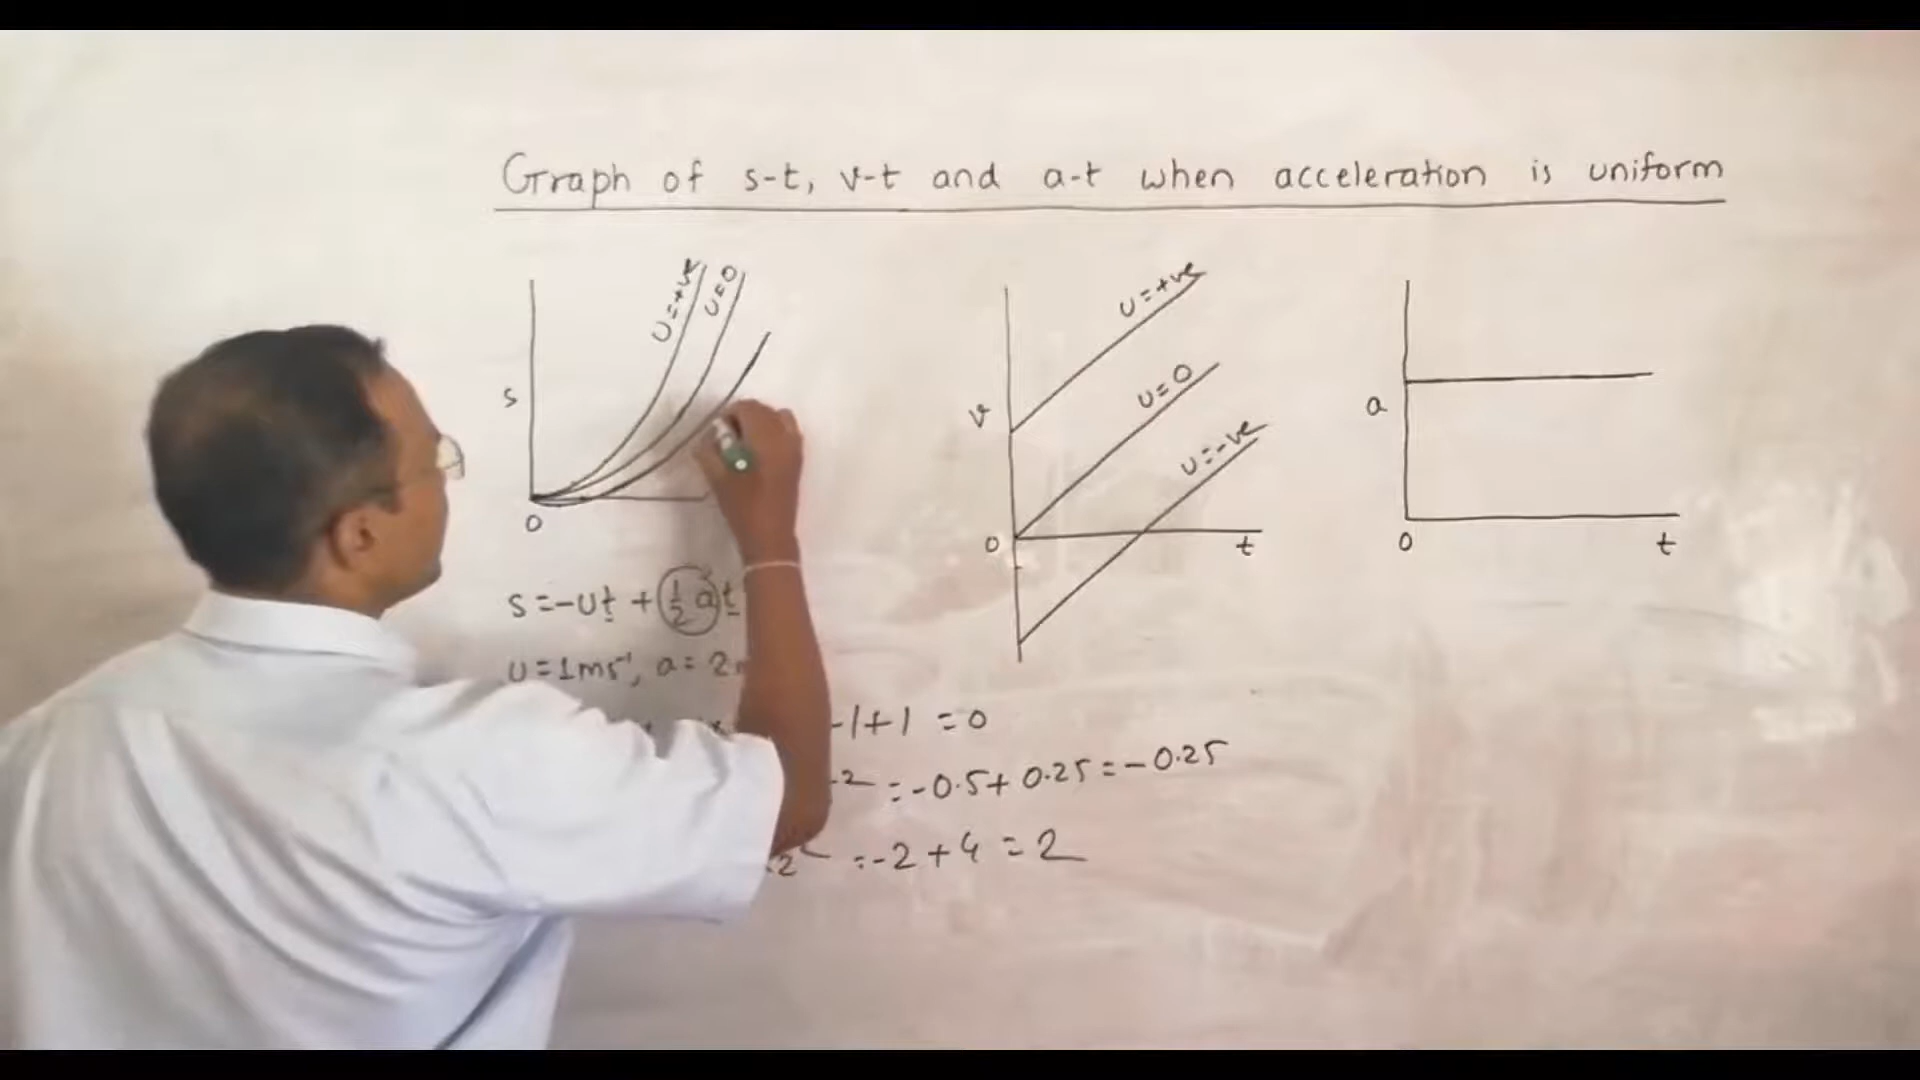 Graph of s-t, v-t and a-t when acceleration is uniform
s
U=+ve
U=0
0
v
U=+ve
U=0
U=-ve
0
t
a
0
t
s=-ut+½at
u=1ms⁻¹, a=2
-1+1=0
=-0.5+0.25=-0.25
=-2+4=2